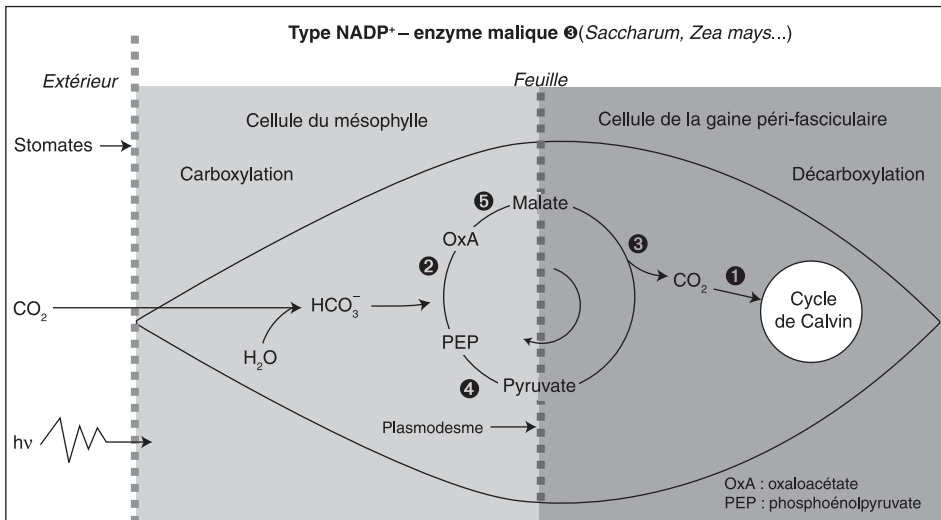 Type NADP⁺ – enzyme malique ❸(Saccharum, Zea mays...)
Extérieur
Feuille
Cellule du mésophylle
Cellule de la gaine péri-fasciculaire
Stomates
Carboxylation
Décarboxylation
❺
Malate
OxA
❸
❷
CO₂
❶
CO₂
HCO₃⁻
Cycle
de Calvin
H₂O
PEP
❹
Pyruvate
Plasmodesme
hν
OxA : oxaloacétate
PEP : phosphoénolpyruvate